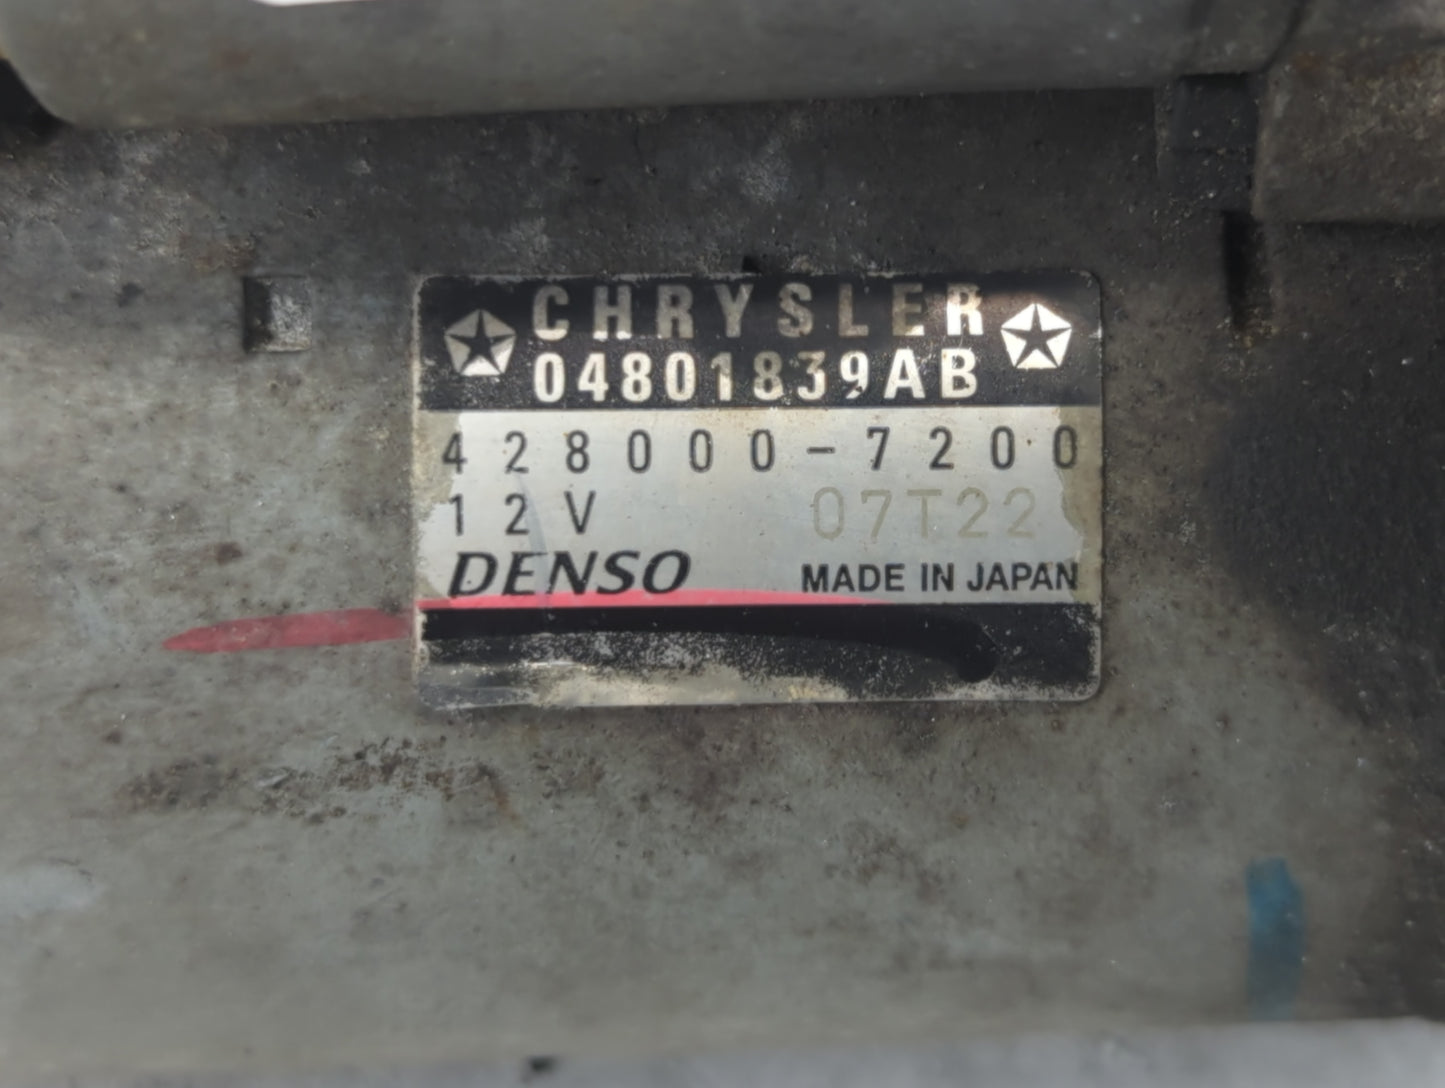 CHRYSLER
04801839AB
428000-7200
12V 07T22
DENSO MADE IN JAPAN